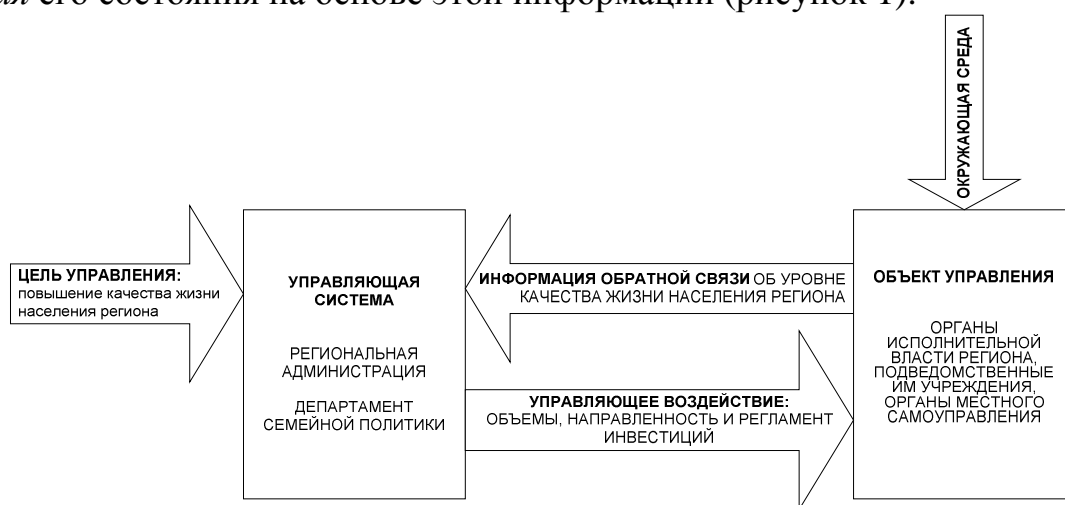 его состояния на основе этой информации (рисунок 1).
ОКРУЖАЮЩАЯ СРЕДА
ЦЕЛЬ УПРАВЛЕНИЯ:
повышение качества жизни
населения региона
УПРАВЛЯЮЩАЯ
СИСТЕМА
РЕГИОНАЛЬНАЯ
АДМИНИСТРАЦИЯ
ДЕПАРТАМЕНТ
СЕМЕЙНОЙ ПОЛИТИКИ
ИНФОРМАЦИЯ ОБРАТНОЙ СВЯЗИ ОБ УРОВНЕ
КАЧЕСТВА ЖИЗНИ НАСЕЛЕНИЯ РЕГИОНА
УПРАВЛЯЮЩЕЕ ВОЗДЕЙСТВИЕ:
ОБЪЕМЫ, НАПРАВЛЕННОСТЬ И РЕГЛАМЕНТ
ИНВЕСТИЦИЙ
ОБЪЕКТ УПРАВЛЕНИЯ
ОРГАНЫ
ИСПОЛНИТЕЛЬНОЙ
ВЛАСТИ РЕГИОНА,
ПОДВЕДОМСТВЕННЫЕ
ИМ УЧРЕЖДЕНИЯ,
ОРГАНЫ МЕСТНОГО
САМОУПРАВЛЕНИЯ